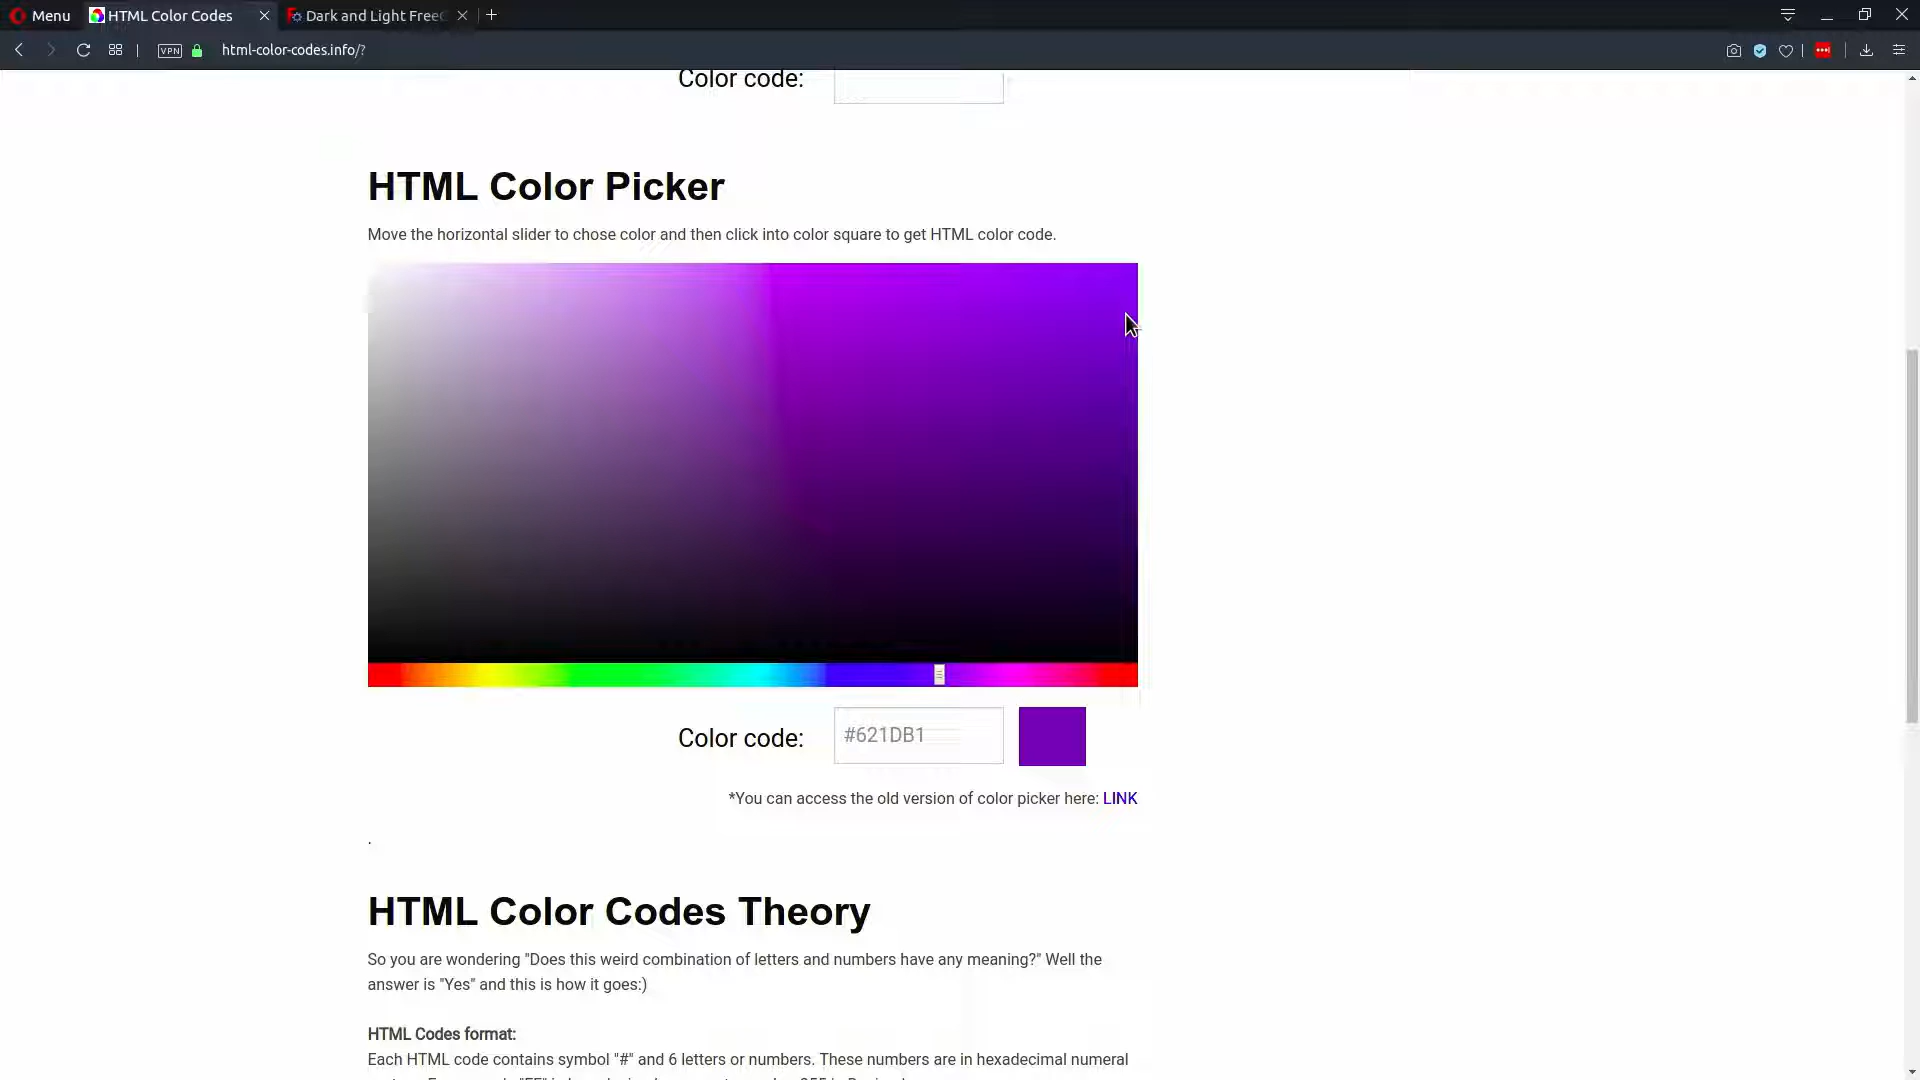 Menu
HTML Color Codes
Dark and Light Free
VPN
html-color-codes.info/?
Color code:
HTML Color Picker
Move the horizontal slider to chose color and then click into color square to get HTML color code.
Color code:
#621DB1
*You can access the old version of color picker here: LINK
.
HTML Color Codes Theory
So you are wondering "Does this weird combination of letters and numbers have any meaning?" Well the
answer is "Yes" and this is how it goes:)
HTML Codes format:
Each HTML code contains symbol "#" and 6 letters or numbers. These numbers are in hexadecimal numeral